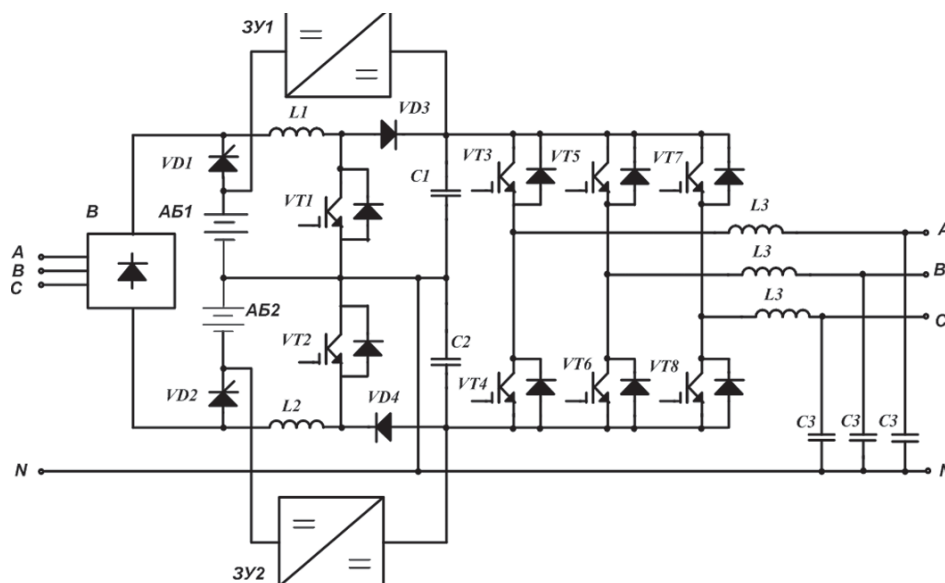 ЗУ1
L1
VD3
VD1
VT3
VT5
VT7
C1
В
АБ1
VT1
L3
A
A
B
L3
B
C
АБ2
L3
C
VT2
C2
VT4
VT6
VT8
VD2
L2
VD4
C3
C3
C3
N
N
ЗУ2